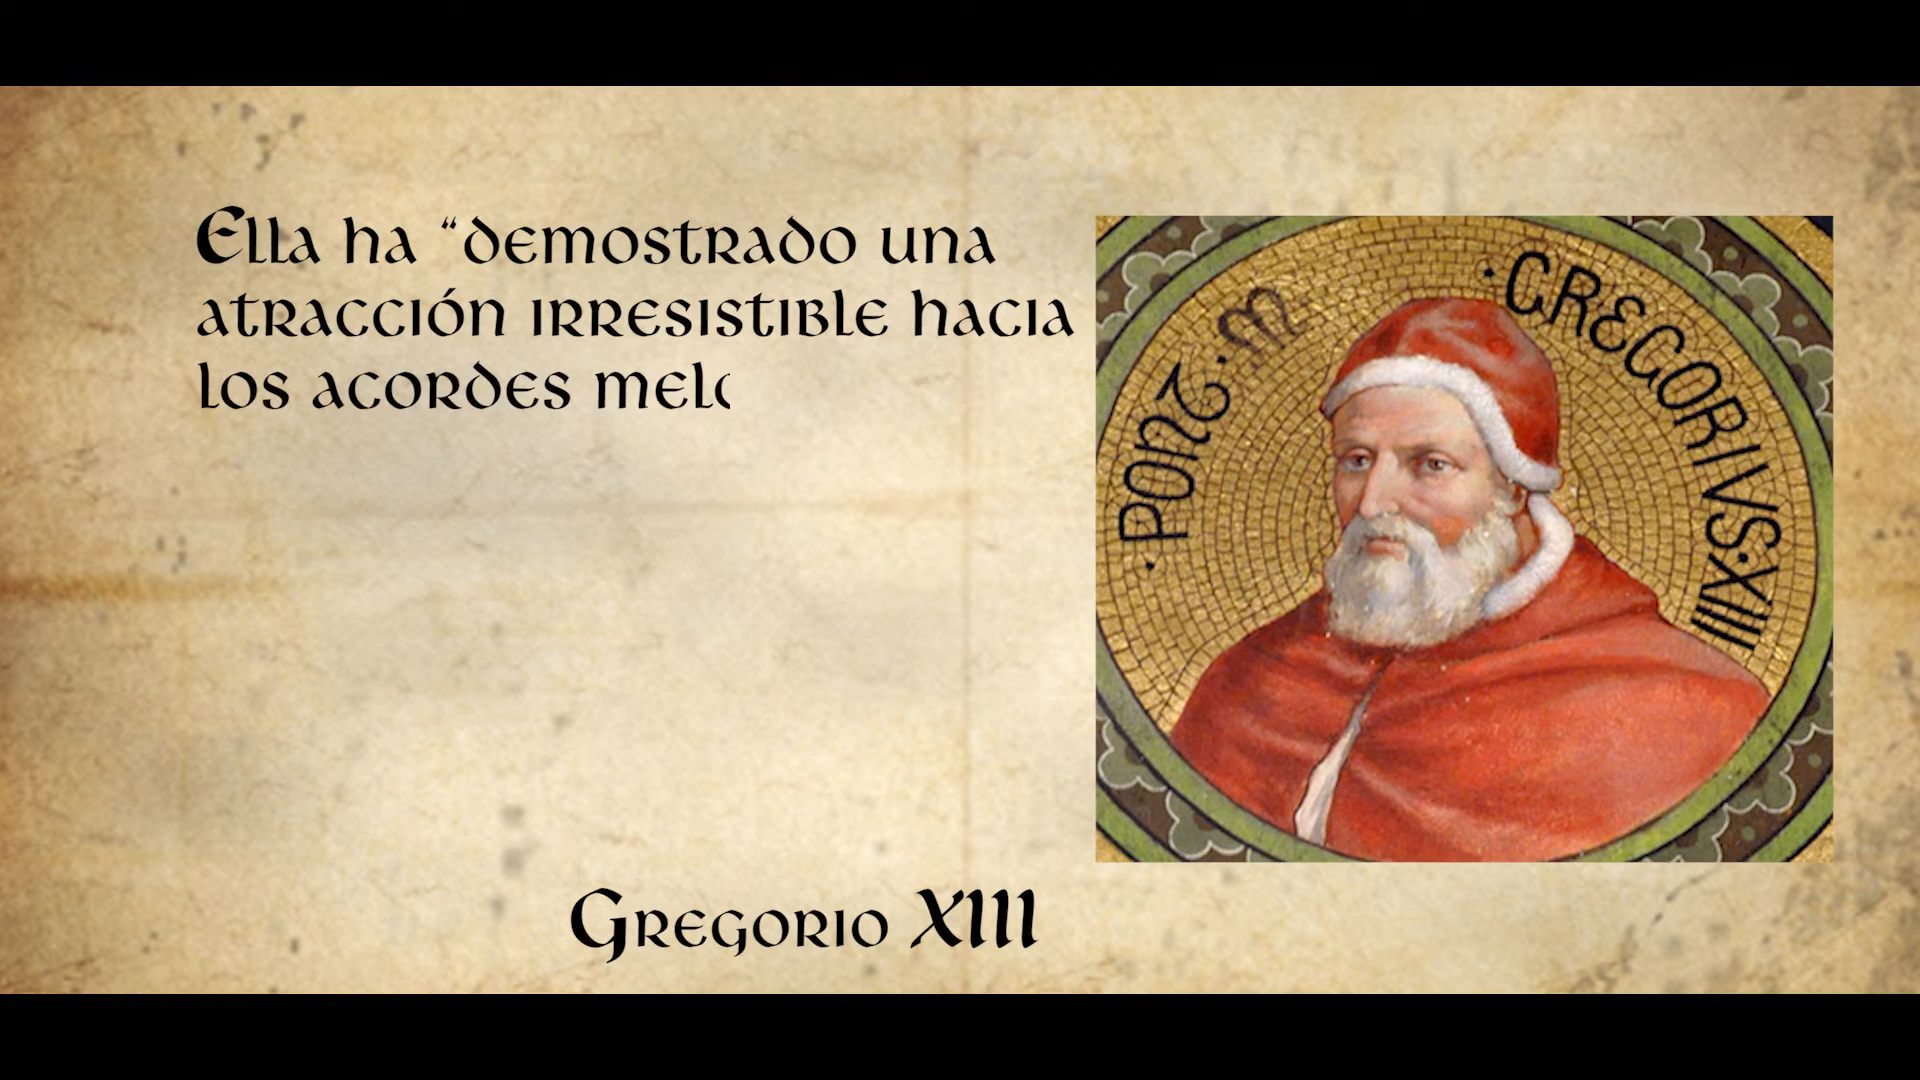 Ella ha “demostrado una
atracción irresistible hacia
los acordes
Gregorio XIII
· PONT · M
· GREGORIVS · XIII